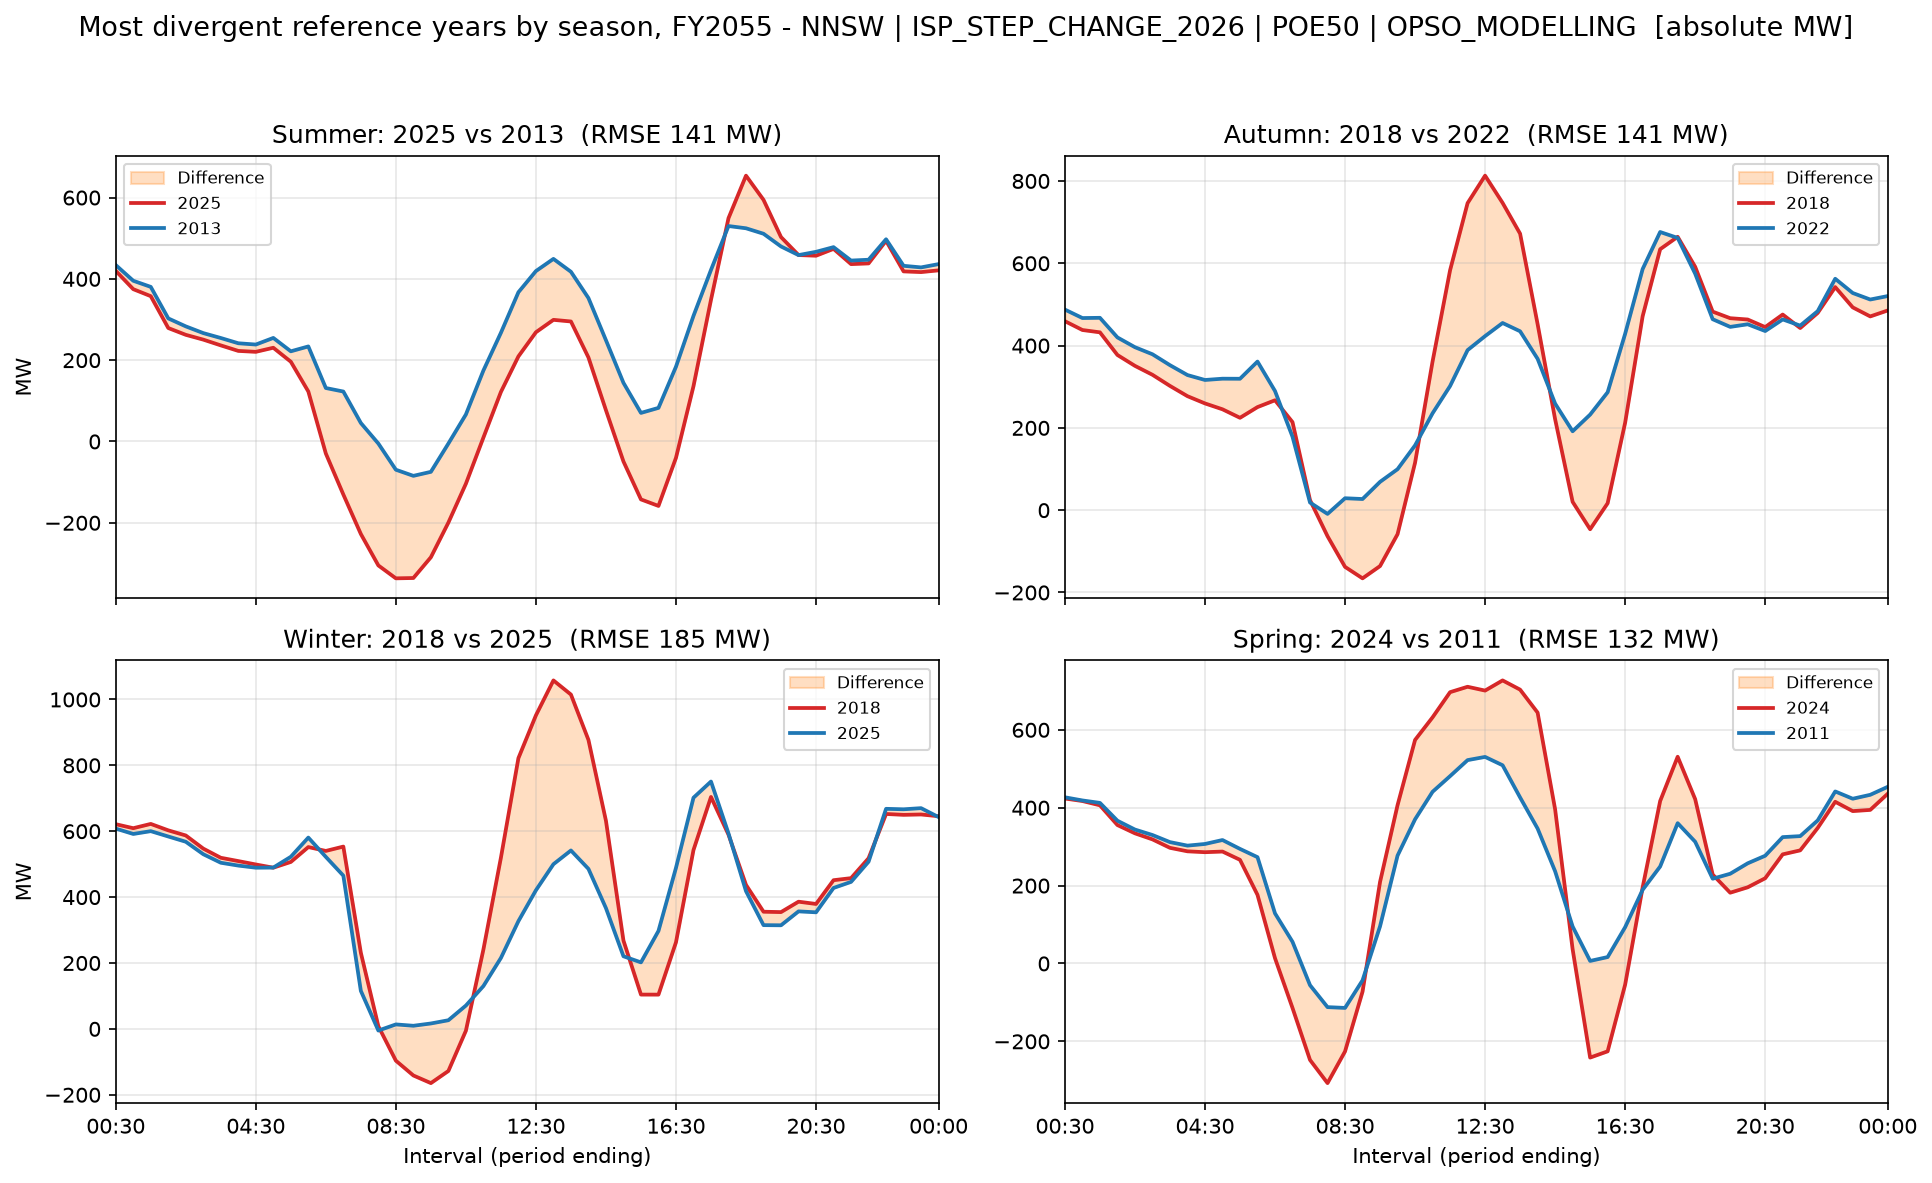 Most divergent reference years by season, FY2055 - NNSW | ISP_STEP_CHANGE_2026 | POE50 | OPSO_MODELLING  [absolute MW]
Summer: 2025 vs 2013  (RMSE 141 MW)
Difference
2025
2013
600
400
200
0
−200
MW
Autumn: 2018 vs 2022  (RMSE 141 MW)
Difference
2018
2022
800
600
400
200
0
−200
Winter: 2018 vs 2025  (RMSE 185 MW)
Difference
2018
2025
1000
800
600
400
200
0
−200
MW
00:30 04:30 08:30 12:30 16:30 20:30 00:00
Interval (period ending)
Spring: 2024 vs 2011  (RMSE 132 MW)
Difference
2024
2011
600
400
200
0
−200
00:30 04:30 08:30 12:30 16:30 20:30 00:00
Interval (period ending)